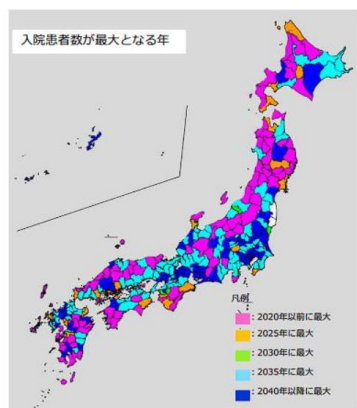 入院患者数が最大となる年
凡例
:2020年以前に最大
:2025年に最大
:2030年に最大
:2035年に最大
:2040年以降に最大